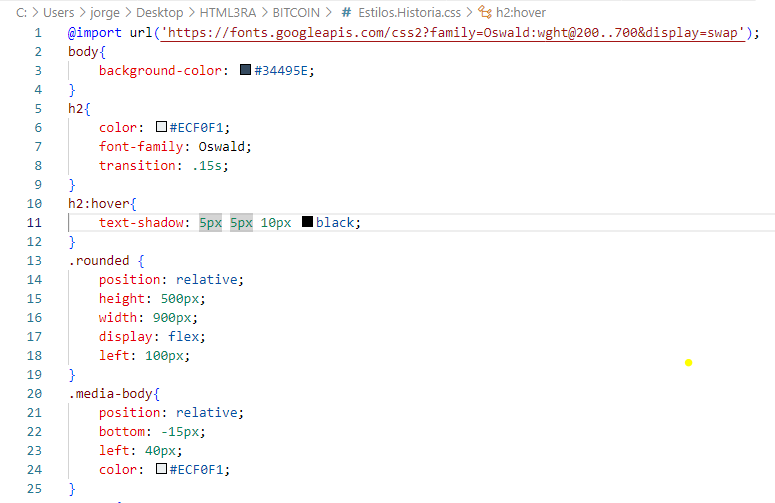 C: > Users > jorge > Desktop > HTML3RA > BITCOIN > # Estilos.Historia.css > h2:hover
1 @import url('https://fonts.googleapis.com/css2?family=Oswald:wght@200..700&display=swap');
2 body{
3 background-color: #34495E;
4 }
5 h2{
6 color: #ECF0F1;
7 font-family: Oswald;
8 transition: .15s;
9 }
10 h2:hover{
11 text-shadow: 5px 5px 10px black;
12 }
13 .rounded {
14 position: relative;
15 height: 500px;
16 width: 900px;
17 display: flex;
18 left: 100px;
19 }
20 .media-body{
21 position: relative;
22 bottom: -15px;
23 left: 40px;
24 color: #ECF0F1;
25 }